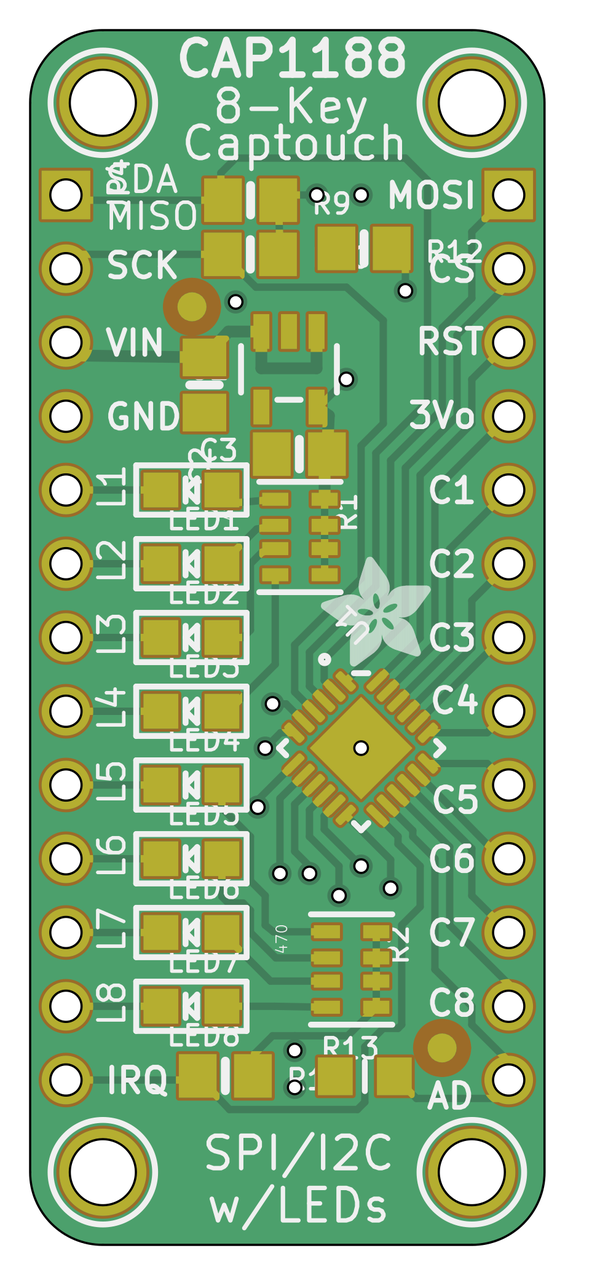 CAP1188
8-Key
Captouch
SDA
MOSI
MISO
R9
R12
SCK
CS
VIN
RST
GND
3Vo
C3
L1
LED1
R1
C1
L2
LED2
C2
L3
LED3
U1
C3
L4
LED4
C4
L5
LED5
C5
L6
LED6
C6
L7
LED7
470
R2
C7
L8
LED8
C8
R13
IRQ
AD
SPI/I2C
w/LEDs